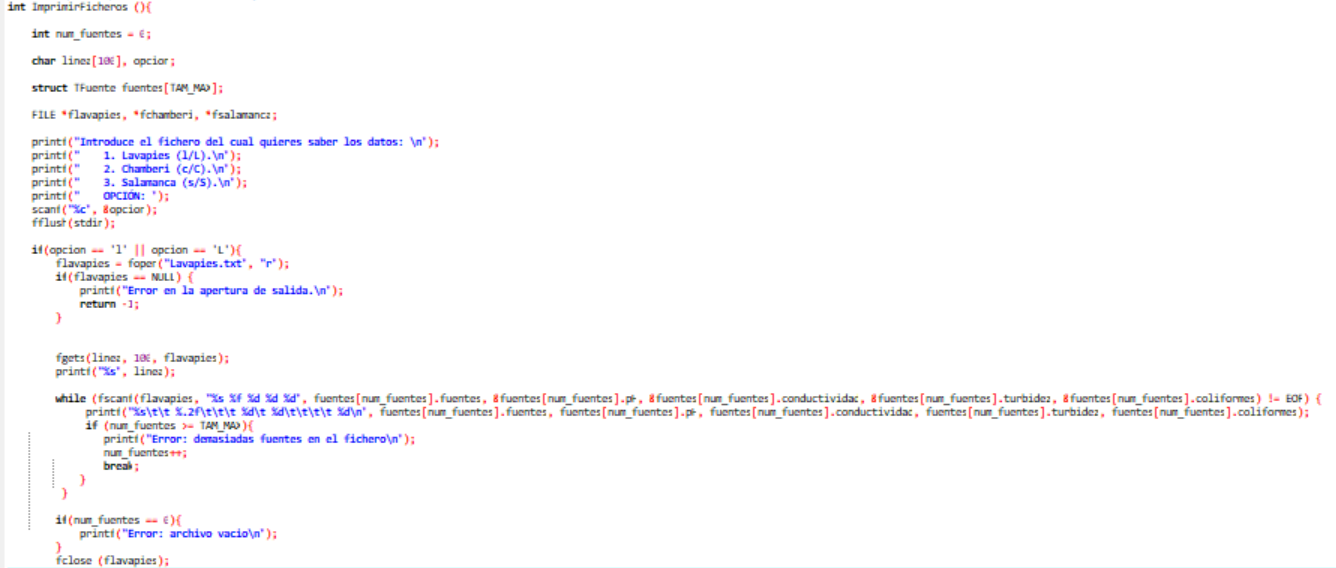 int ImprimirFicheros (){
int num_fuentes = 0;
char linea[100], opcion;
struct TFuente fuentes[TAM_MAX];
FILE *flavapies, *fchamberi, *fsalamanca;
printf("Introduce el fichero del cual quieres saber los datos: \n");
printf("    1. Lavapies (l/L).\n");
printf("    2. Chamberi (c/C).\n");
printf("    3. Salamanca (s/S).\n");
printf("    OPCIÓN: ");
scanf("%c", &opcion);
fflush(stdin);
if(opcion == 'l' || opcion == 'L'){
flavapies = fopen("Lavapies.txt", "r");
if(flavapies == NULL) {
printf("Error en la apertura de salida.\n");
return -1;
}
fgets(linea, 100, flavapies);
printf("%s", linea);
while (fscanf(flavapies, "%s %f %d %d %d", fuentes[num_fuentes].fuentes, &fuentes[num_fuentes].pH, &fuentes[num_fuentes].conductividad, &fuentes[num_fuentes].turbidez, &fuentes[num_fuentes].coliformes) != EOF) {
printf("%s\t\t %.2f\t\t\t %d\t %d\t\t\t\t %d\n", fuentes[num_fuentes].fuentes, fuentes[num_fuentes].pH, fuentes[num_fuentes].conductividad, fuentes[num_fuentes].turbidez, fuentes[num_fuentes].coliformes);
if (num_fuentes >= TAM_MAX){
printf("Error: demasiadas fuentes en el fichero\n");
num_fuentes++;
break;
}
}
if(num_fuentes == 0){
printf("Error: archivo vacio\n");
}
fclose (flavapies);